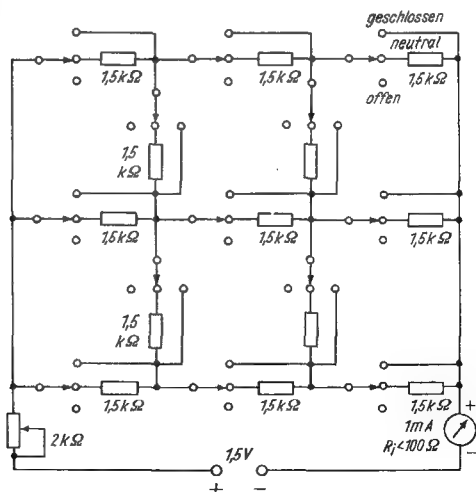 geschlossen
neutral
1,5kΩ
1,5kΩ
1,5kΩ
offen
1,5
kΩ
1,5kΩ
1,5kΩ
1,5kΩ
1,5
kΩ
1,5kΩ
1,5kΩ
1,5kΩ
+
1mA
Ri<100Ω
−
2kΩ
1,5V
+ −